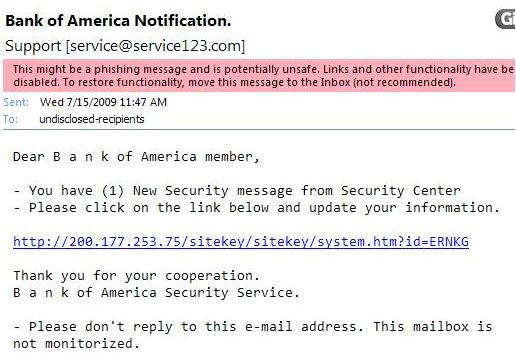 Bank of America Notification.
Support [service@service123.com]
This might be a phishing message and is potentially unsafe. Links and other functionality have be
disabled. To restore functionality, move this message to the Inbox (not recommended).
Sent: Wed 7/15/2009 11:47 AM
To: undisclosed-recipients
Dear B a n k of America member,
- You have (1) New Security message from Security Center
- Please click on the link below and update your information.
http://200.177.253.75/sitekey/sitekey/system.htm?id=ERNKG
Thank you for your cooperation.
B a n k of America Security Service.
- Please don't reply to this e-mail address. This mailbox is
not monitorized.